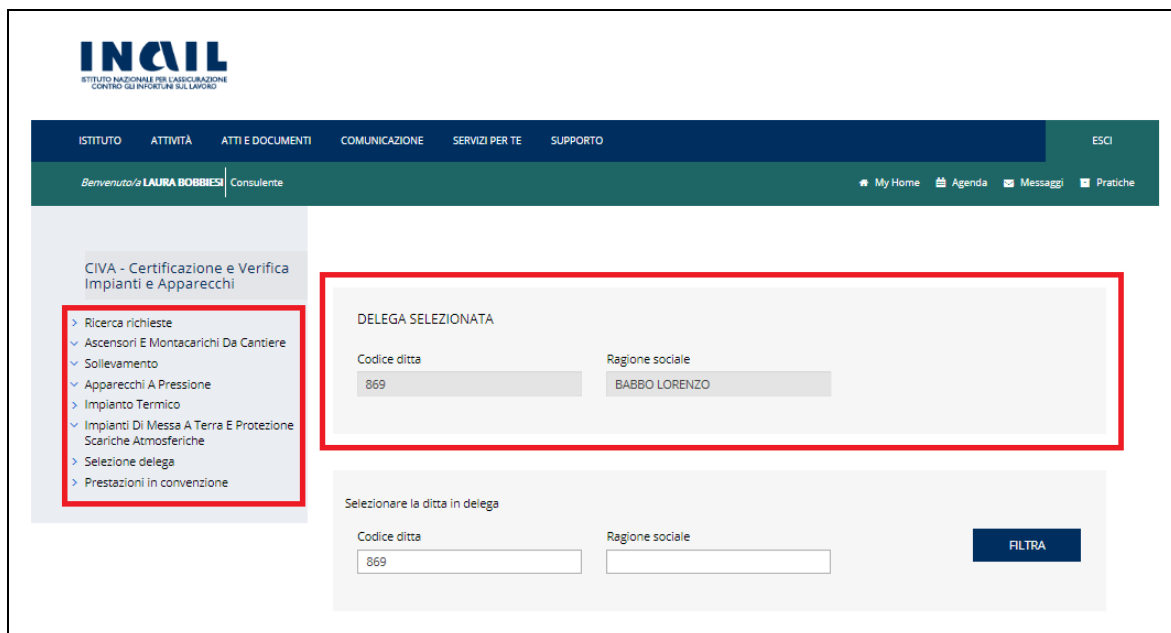 INAIL
ISTITUTO NAZIONALE PER L'ASSICURAZIONE
CONTRO GLI INFORTUNI SUL LAVORO
ISTITUTO ATTIVITÀ ATTI E DOCUMENTI COMUNICAZIONE SERVIZI PER TE SUPPORTO ESCI
Benvenuto/a LAURA BOBBIESI Consulente My Home Agenda Messaggi Pratiche
CIVA - Certificazione e Verifica
Impianti e Apparecchi
Ricerca richieste
Ascensori E Montacarichi Da Cantiere
Sollevamento
Apparecchi A Pressione
Impianto Termico
Impianti Di Messa A Terra E Protezione
Scariche Atmosferiche
Selezione delega
Prestazioni in convenzione
DELEGA SELEZIONATA
Codice ditta Ragione sociale
869 BABBO LORENZO
Selezionare la ditta in delega
Codice ditta Ragione sociale
869
FILTRA